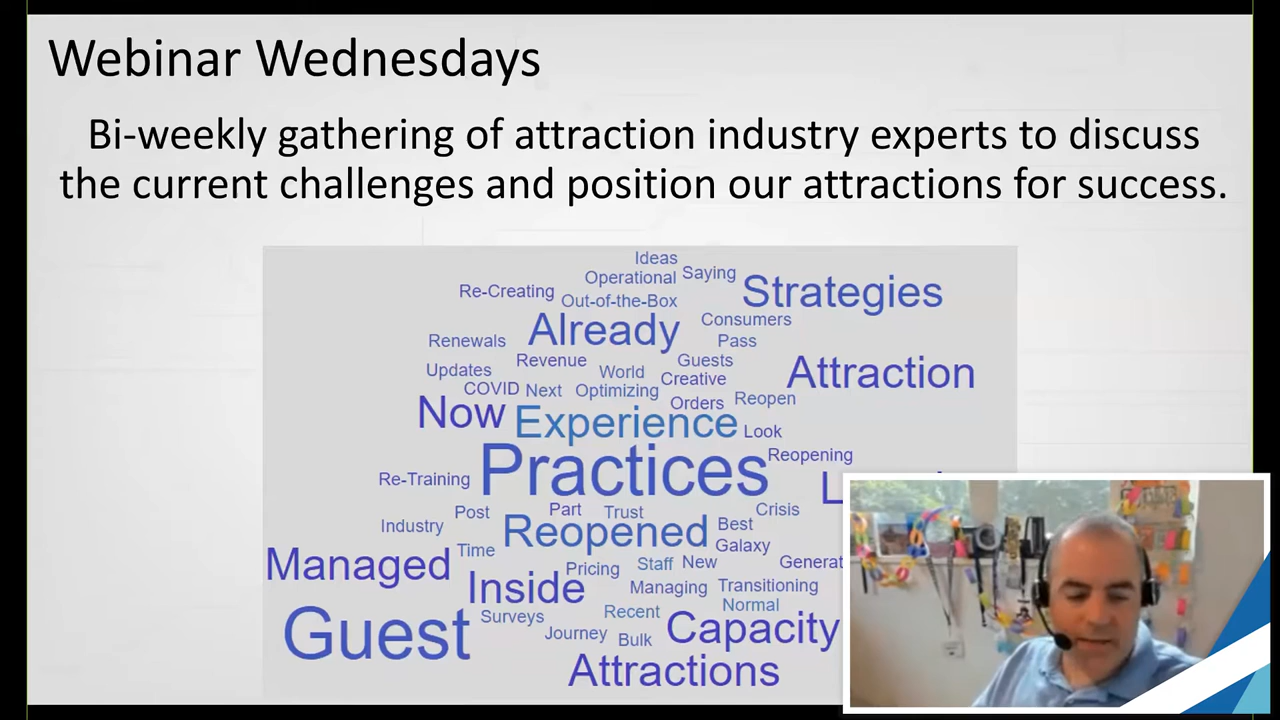 Webinar Wednesdays
Bi-weekly gathering of attraction industry experts to discuss
the current challenges and position our attractions for success.
Ideas
Operational Saying
Re-Creating Out-of-the-Box Strategies
Already Consumers
Renewals Pass
Revenue Guests
Updates World Creative Attraction
COVID Next Optimizing
Orders Reopen
Now Experience Look
Practices Reopening
Re-Training
Post Part Trust Crisis
Industry Reopened Best
Time Galaxy
Managed Pricing Staff New
Inside Managing Transitioning
Surveys Recent Normal
Guest Journey Bulk Capacity
Attractions